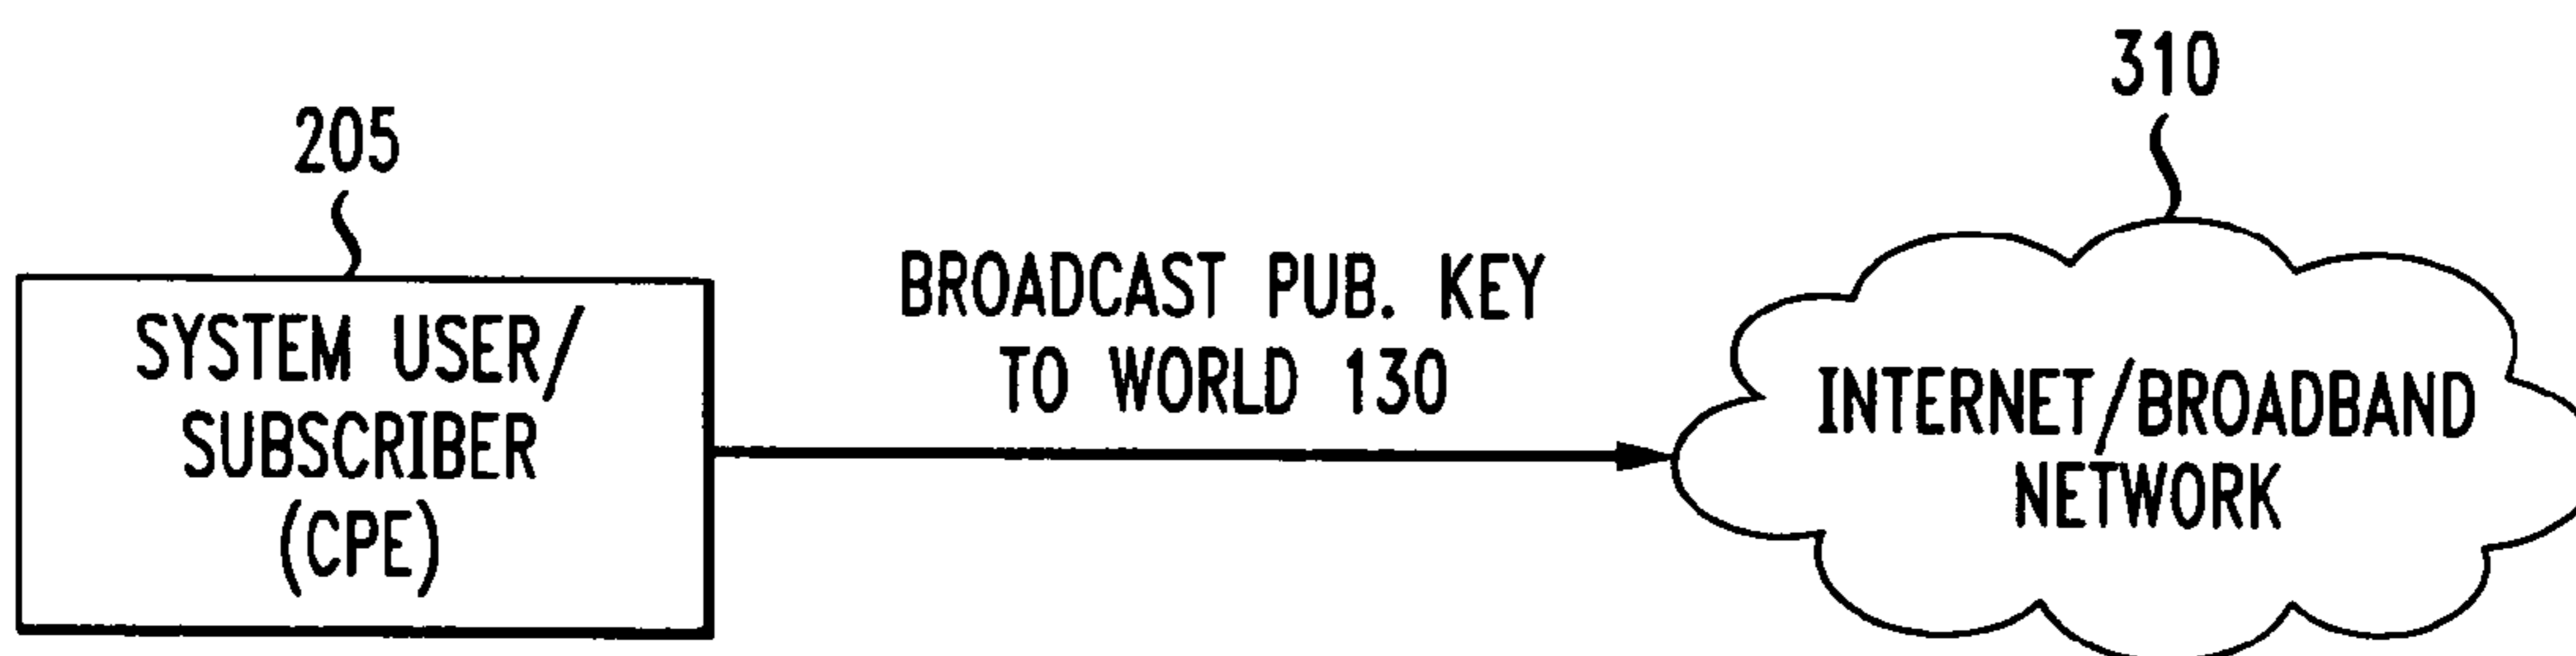 205
SYSTEM USER/
SUBSCRIBER
(CPE)
BROADCAST PUB. KEY
TO WORLD 130
310
INTERNET/BROADBAND
NETWORK